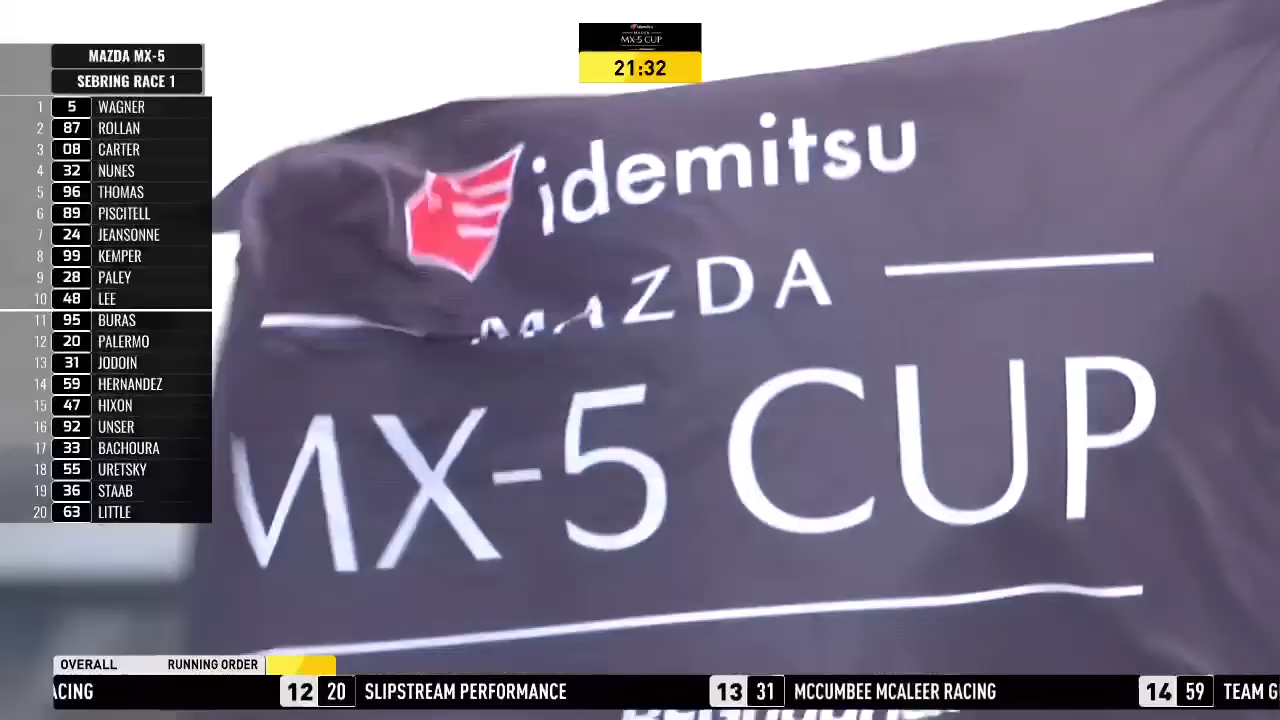 idemitsu
MAZDA
MX-5 CUP
21:32
MAZDA MX-5
SEBRING RACE 1
1 5 WAGNER
2 87 ROLLAN
3 08 CARTER
4 32 NUNES
5 96 THOMAS
6 89 PISCITELL
7 24 JEANSONNE
8 99 KEMPER
9 28 PALEY
10 48 LEE
11 95 BURAS
12 20 PALERMO
13 31 JODOIN
14 59 HERNANDEZ
15 47 HIXON
16 92 UNSER
17 33 BACHOURA
18 55 URETSKY
19 36 STAAB
20 63 LITTLE
idemitsu
MAZDA
MX-5 CUP
OVERALL RUNNING ORDER
ACING 12 20 SLIPSTREAM PERFORMANCE 13 31 MCCUMBEE MCALEER RACING 14 59 TEAM G